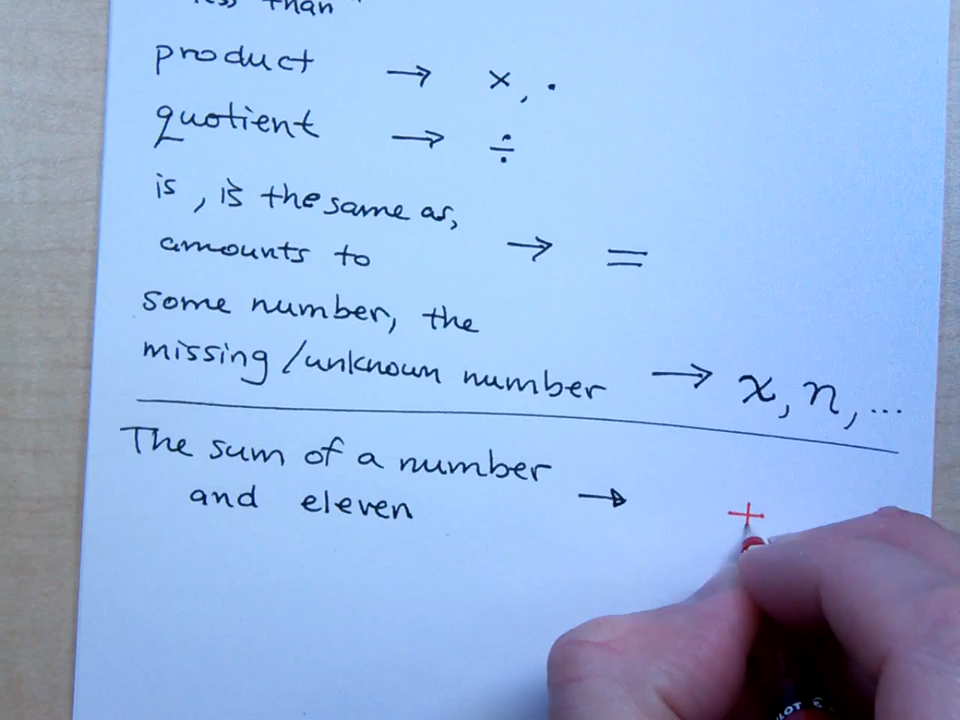 than"
product → ×, ·
quotient → ÷
is, is the same as,
amounts to → =
some number, the
missing/unknown number → x, n, ...
The sum of a number
and eleven → +